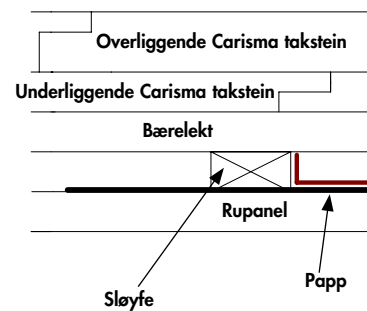 Overliggende Carisma takstein
Underliggende Carisma takstein
Bærelekt
Rupanel
Papp
Sløyfe